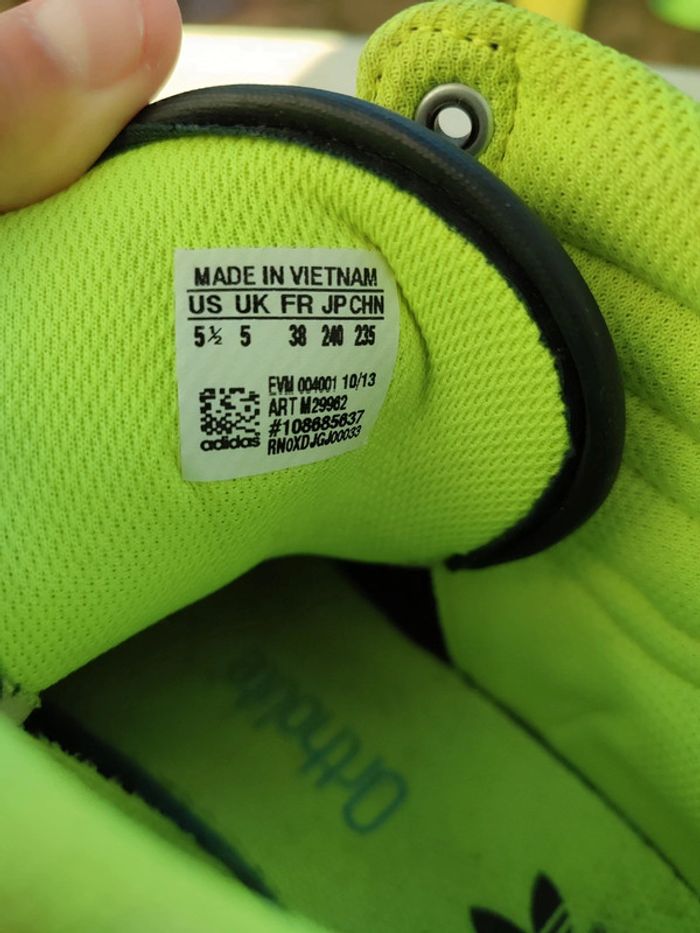 MADE IN VIETNAM
US UK FR JP CHN
5½ 5 38 240 235
EVM 004001 10/13
ART M29962
#108685637
RN0XDJGJ00033
adidas
Ortholite